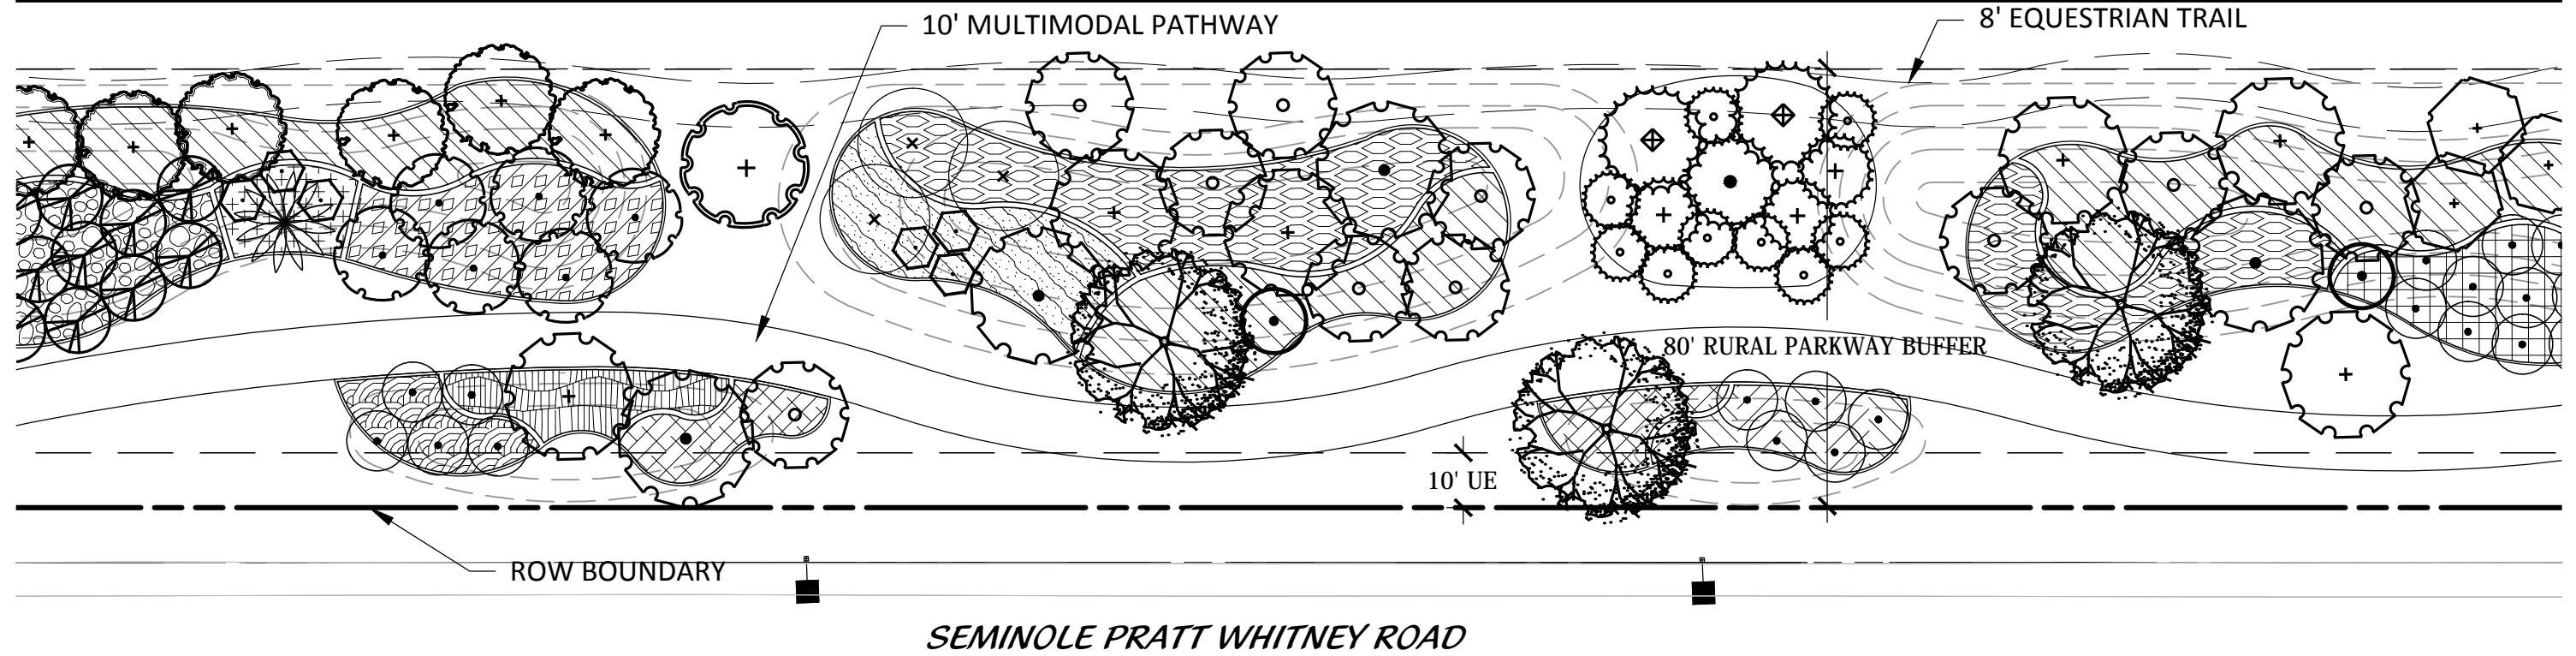 10' MULTIMODAL PATHWAY
8' EQUESTRIAN TRAIL
80' RURAL PARKWAY BUFFER
10' UE
ROW BOUNDARY
SEMINOLE PRATT WHITNEY ROAD